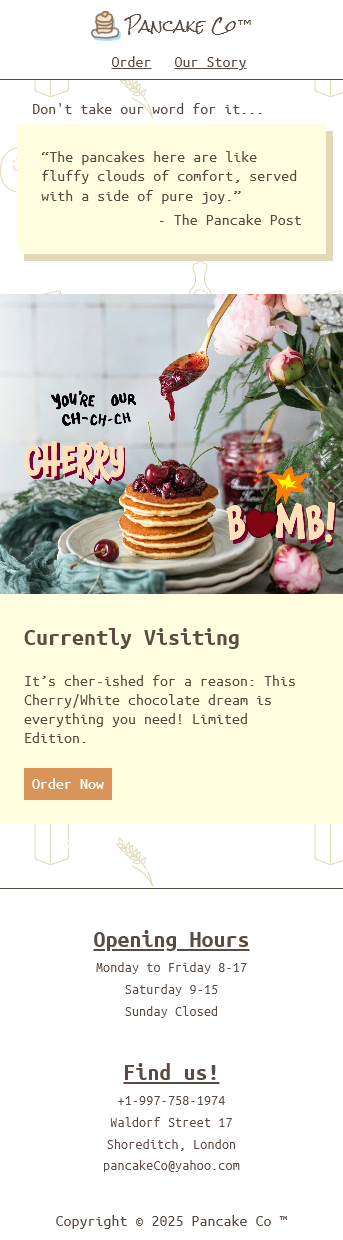 Pancake Co™
Order Our Story
Don't take our word for it...
“The pancakes here are like
fluffy clouds of comfort, served
with a side of pure joy.”
- The Pancake Post
YOU'RE OUR
CH-CH-CH
CHERRY
BOMB!
Currently Visiting
It’s cher-ished for a reason: This
Cherry/White chocolate dream is
everything you need! Limited
Edition.
Order Now
Opening Hours
Monday to Friday 8-17
Saturday 9-15
Sunday Closed
Find us!
+1-997-758-1974
Waldorf Street 17
Shoreditch, London
pancakeCo@yahoo.com
Copyright © 2025 Pancake Co ™